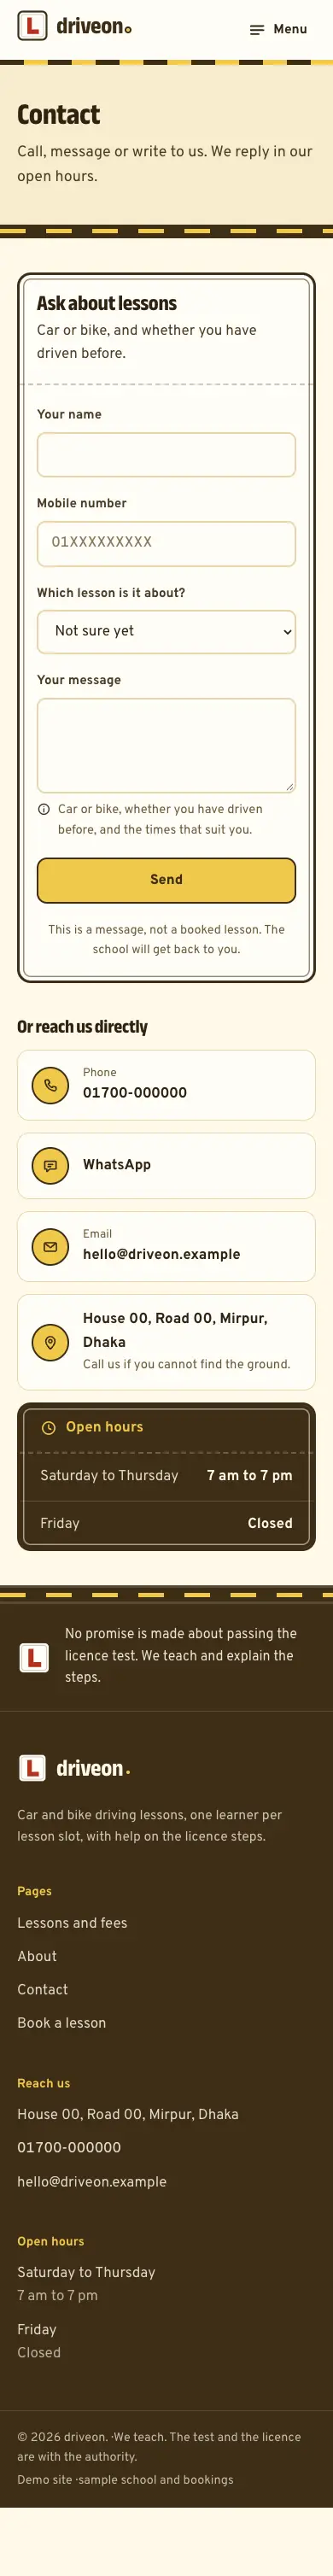 L driveon.
Menu
Contact
Call, message or write to us. We reply in our
open hours.
Ask about lessons
Car or bike, and whether you have
driven before.
Your name
Mobile number
01XXXXXXXXX
Which lesson is it about?
Not sure yet
Your message
Car or bike, whether you have driven
before, and the times that suit you.
Send
This is a message, not a booked lesson. The
school will get back to you.
Or reach us directly
Phone
01700-000000
WhatsApp
Email
hello@driveon.example
House 00, Road 00, Mirpur,
Dhaka
Call us if you cannot find the ground.
Open hours
Saturday to Thursday 7 am to 7 pm
Friday Closed
L
No promise is made about passing the
licence test. We teach and explain the
steps.
L driveon.
Car and bike driving lessons, one learner per
lesson slot, with help on the licence steps.
Pages
Lessons and fees
About
Contact
Book a lesson
Reach us
House 00, Road 00, Mirpur, Dhaka
01700-000000
hello@driveon.example
Open hours
Saturday to Thursday
7 am to 7 pm
Friday
Closed
© 2026 driveon. ·We teach. The test and the licence
are with the authority.
Demo site ·sample school and bookings